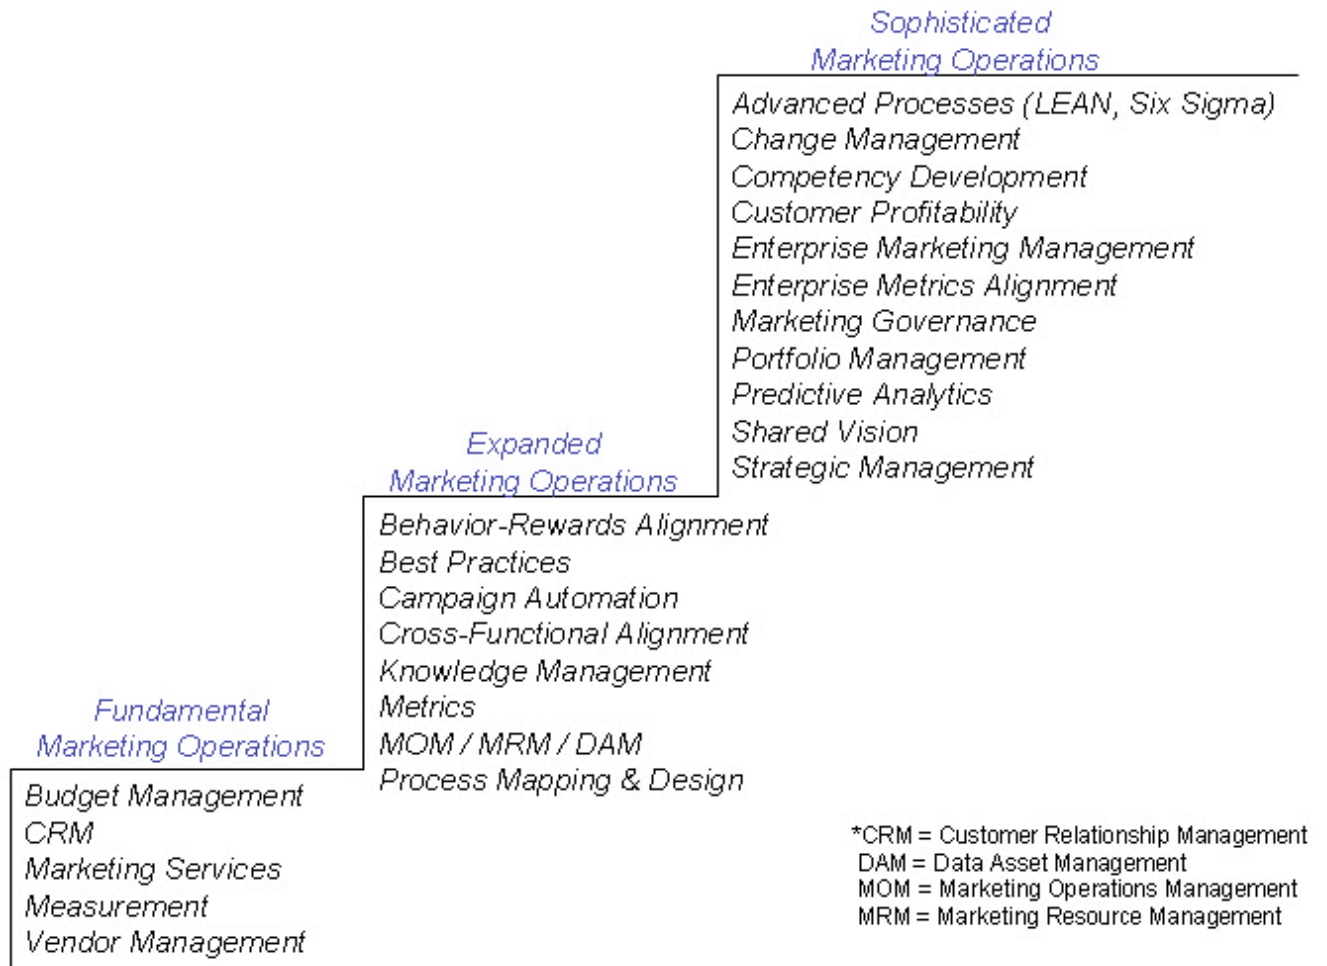 Sophisticated
Marketing Operations
Advanced Processes (LEAN, Six Sigma)
Change Management
Competency Development
Customer Profitability
Enterprise Marketing Management
Enterprise Metrics Alignment
Marketing Governance
Portfolio Management
Predictive Analytics
Shared Vision
Strategic Management
Expanded
Marketing Operations
Behavior-Rewards Alignment
Best Practices
Campaign Automation
Cross-Functional Alignment
Knowledge Management
Metrics
MOM / MRM / DAM
Process Mapping & Design
Fundamental
Marketing Operations
Budget Management
CRM
Marketing Services
Measurement
Vendor Management
*CRM = Customer Relationship Management
DAM = Data Asset Management
MOM = Marketing Operations Management
MRM = Marketing Resource Management